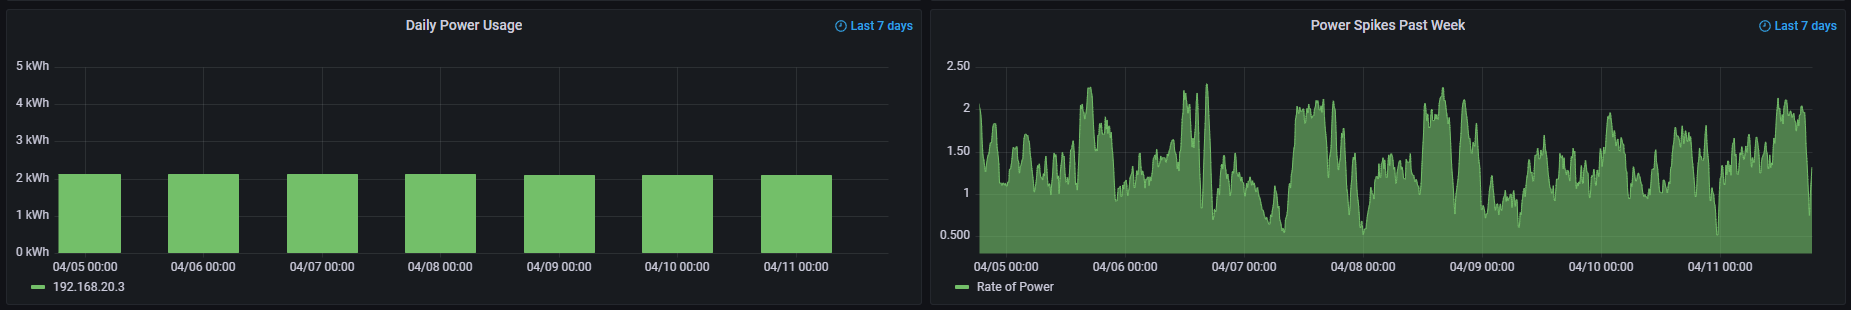 Daily Power Usage
Last 7 days
5 kWh
4 kWh
3 kWh
2 kWh
1 kWh
0 kWh
04/05 00:00
04/06 00:00
04/07 00:00
04/08 00:00
04/09 00:00
04/10 00:00
04/11 00:00
192.168.20.3
Power Spikes Past Week
Last 7 days
2.50
2
1.50
1
0.500
04/05 00:00
04/06 00:00
04/07 00:00
04/08 00:00
04/09 00:00
04/10 00:00
04/11 00:00
Rate of Power